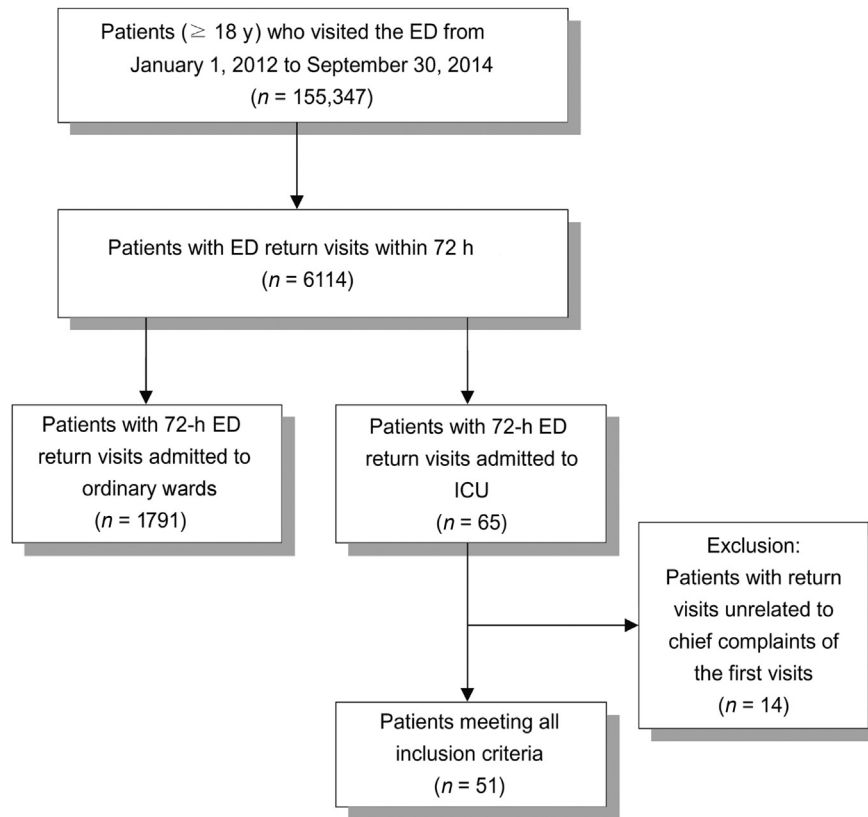 Patients (≥ 18 y) who visited the ED from
January 1, 2012 to September 30, 2014
(n = 155,347)
Patients with ED return visits within 72 h
(n = 6114)
Patients with 72-h ED
return visits admitted to
ordinary wards
(n = 1791)
Patients with 72-h ED
return visits admitted to
ICU
(n = 65)
Exclusion:
Patients with return
visits unrelated to
chief complaints of
the first visits
(n = 14)
Patients meeting all
inclusion criteria
(n = 51)